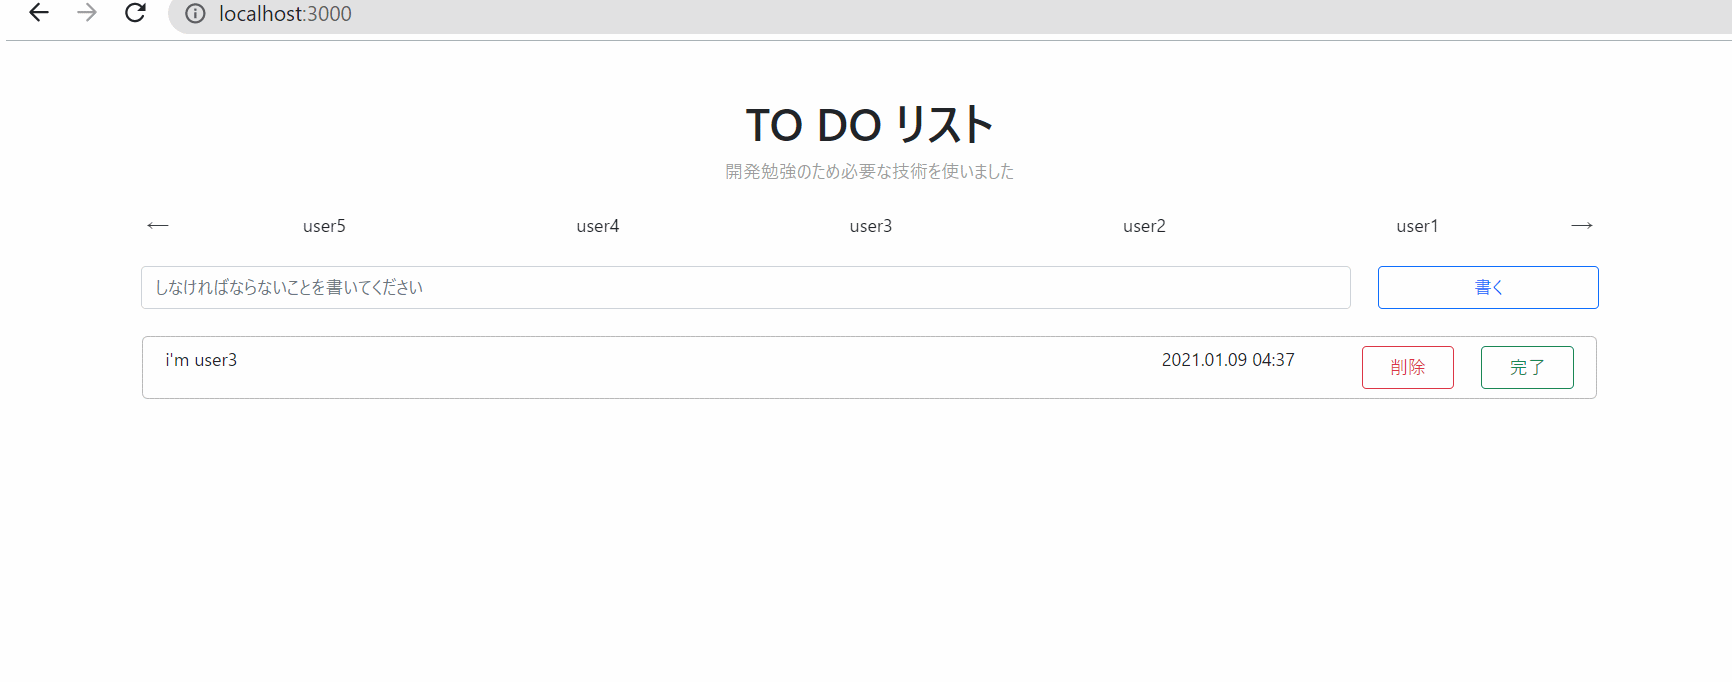 localhost:3000
TO DO リスト
開発勉強のため必要な技術を使いました
← user5 user4 user3 user2 user1 →
しなければならないことを書いてください 書く
i'm user3 2021.01.09 04:37 削除 完了